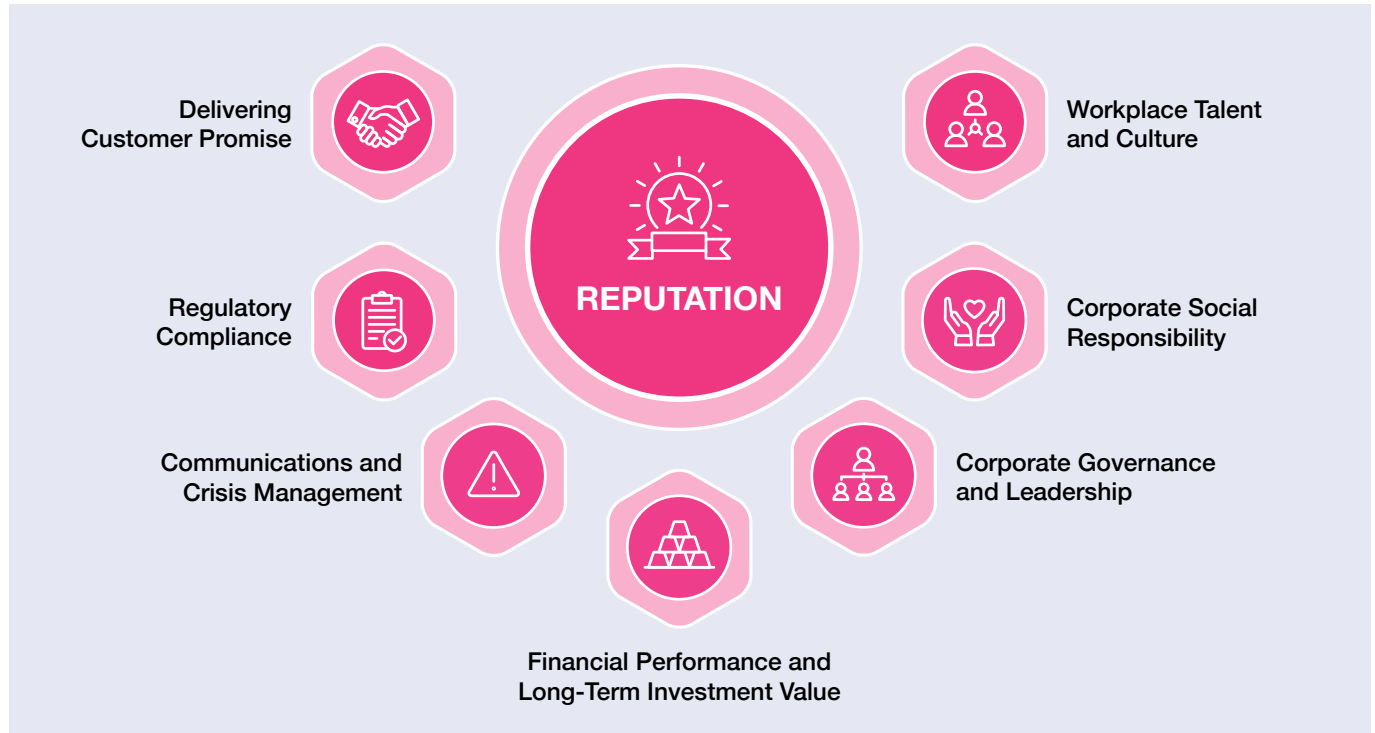 Delivering
Customer Promise
Workplace Talent
and Culture
REPUTATION
Regulatory
Compliance
Corporate Social
Responsibility
Communications and
Crisis Management
Corporate Governance
and Leadership
Financial Performance and
Long-Term Investment Value